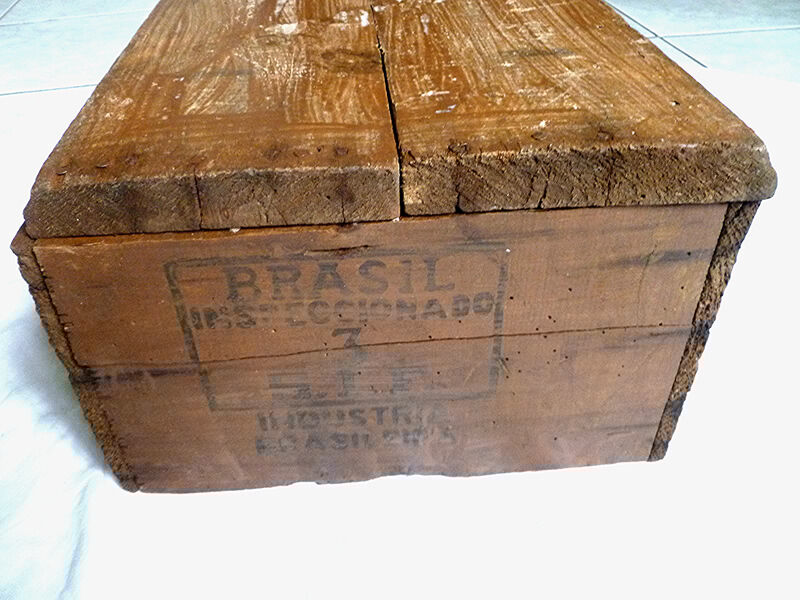 BRASIL
INSPECCIONADO
3
S.I.F.
INDUSTRIA
BRASILEIRA